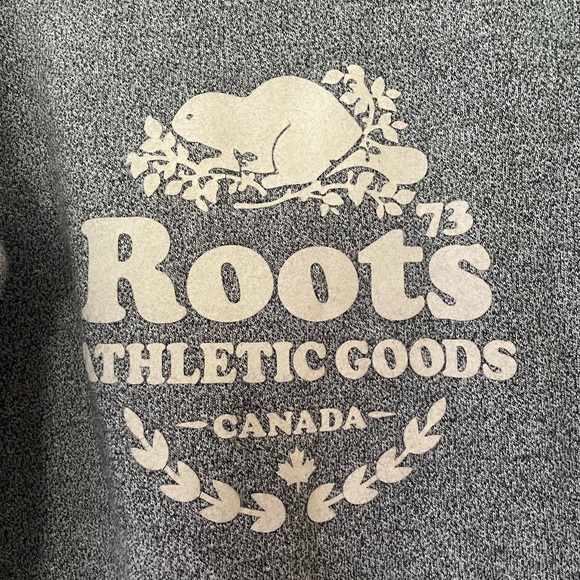 73
Roots
ATHLETIC GOODS
-CANADA-